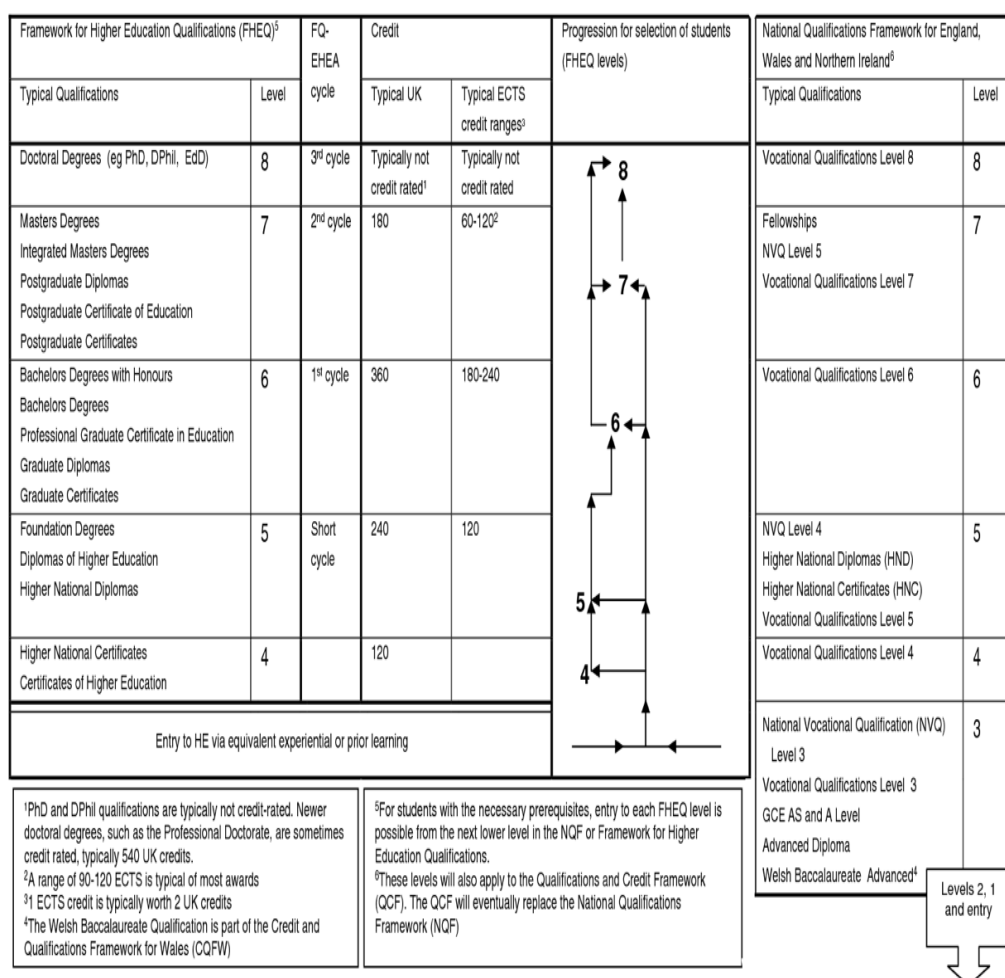 Framework for Higher Education Qualifications (FHEQ)⁵
FQ-
EHEA
cycle
Credit
Progression for selection of students
(FHEQ levels)
National Qualifications Framework for England,
Wales and Northern Ireland⁶
Typical Qualifications
Level
Typical UK
Typical ECTS
credit ranges³
Typical Qualifications
Level
Doctoral Degrees (eg PhD, DPhil, EdD)
8
3rd cycle
Typically not
credit rated¹
Typically not
credit rated
8
Vocational Qualifications Level 8
8
Masters Degrees
Integrated Masters Degrees
Postgraduate Diplomas
Postgraduate Certificate of Education
Postgraduate Certificates
7
2nd cycle
180
60-120²
7
Fellowships
NVQ Level 5
Vocational Qualifications Level 7
7
Bachelors Degrees with Honours
Bachelors Degrees
Professional Graduate Certificate in Education
Graduate Diplomas
Graduate Certificates
6
1st cycle
360
180-240
6
Vocational Qualifications Level 6
6
Foundation Degrees
Diplomas of Higher Education
Higher National Diplomas
5
Short
cycle
240
120
5
NVQ Level 4
Higher National Diplomas (HND)
Higher National Certificates (HNC)
Vocational Qualifications Level 5
5
Higher National Certificates
Certificates of Higher Education
4
120
4
Vocational Qualifications Level 4
4
Entry to HE via equivalent experiential or prior learning
National Vocational Qualification (NVQ)
Level 3
Vocational Qualifications Level 3
GCE AS and A Level
Advanced Diploma
Welsh Baccalaureate Advanced⁴
3
Levels 2, 1
and entry
¹PhD and DPhil qualifications are typically not credit-rated. Newer
doctoral degrees, such as the Professional Doctorate, are sometimes
credit rated, typically 540 UK credits.
²A range of 90-120 ECTS is typical of most awards
³1 ECTS credit is typically worth 2 UK credits
⁴The Welsh Baccalaureate Qualification is part of the Credit and
Qualifications Framework for Wales (CQFW)
⁵For students with the necessary prerequisites, entry to each FHEQ level is
possible from the next lower level in the NQF or Framework for Higher
Education Qualifications.
⁶These levels will also apply to the Qualifications and Credit Framework
(QCF). The QCF will eventually replace the National Qualifications
Framework (NQF)